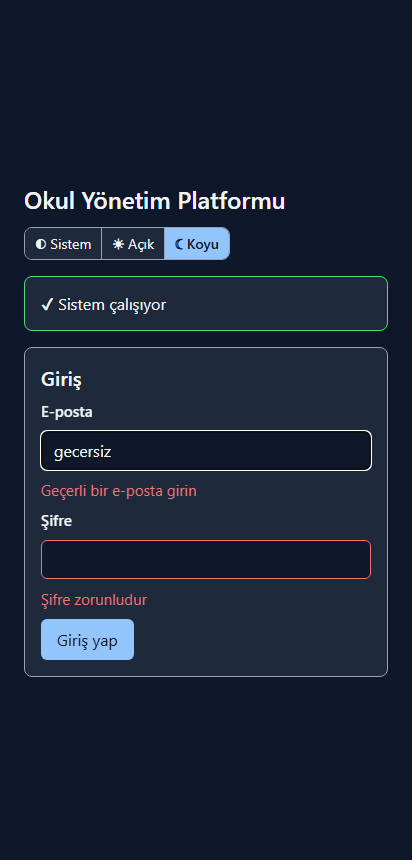 Okul Yönetim Platformu
◐ Sistem ☀ Açık ☾ Koyu
✓ Sistem çalışıyor
Giriş
E-posta
gecersiz
Geçerli bir e-posta girin
Şifre
Şifre zorunludur
Giriş yap